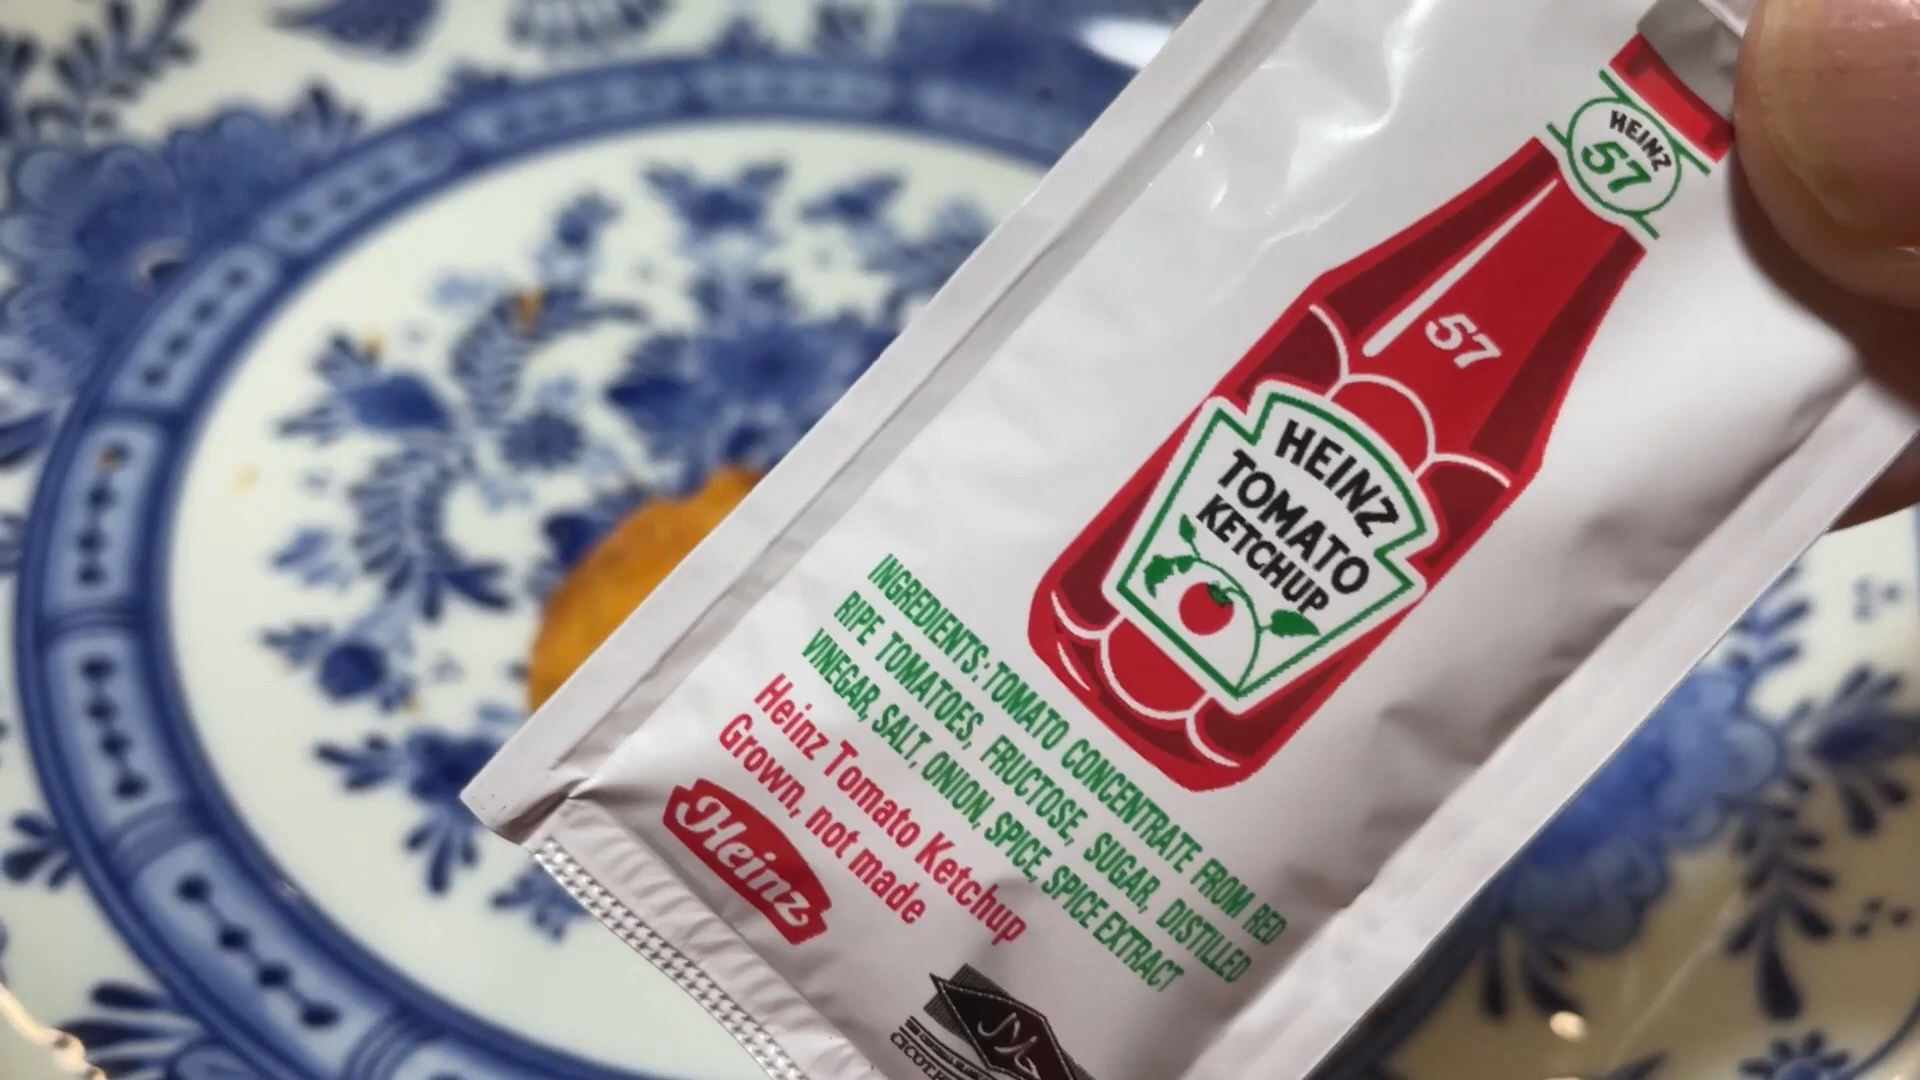 HEINZ
57
57
HEINZ
TOMATO
KETCHUP
INGREDIENTS: TOMATO CONCENTRATE FROM RED
RIPE TOMATOES, FRUCTOSE, SUGAR, DISTILLED
VINEGAR, SALT, ONION, SPICE, SPICE EXTRACT
Heinz Tomato Ketchup
Grown, not made
Heinz